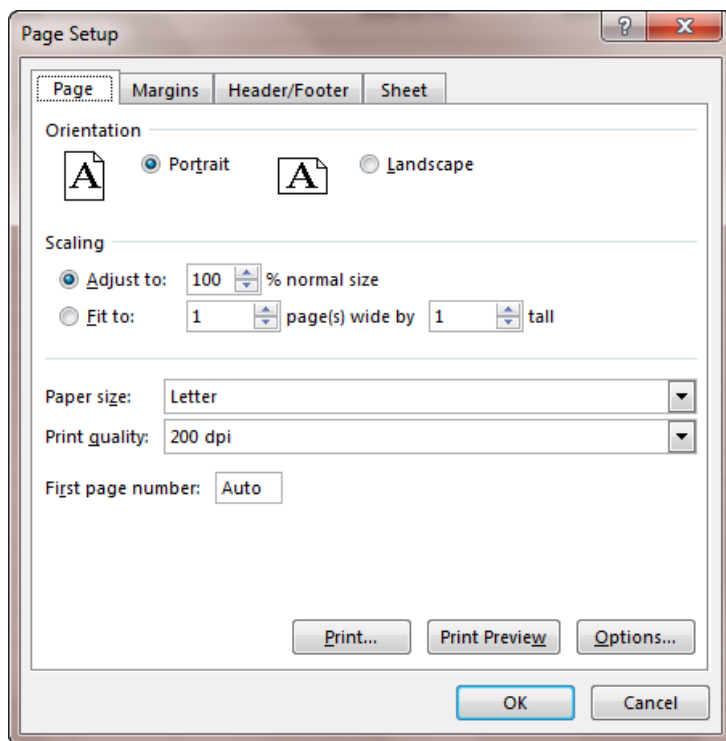 Page Setup
Page Margins Header/Footer Sheet
Orientation
A Portrait A Landscape
Scaling
Adjust to: 100 % normal size
Fit to: 1 page(s) wide by 1 tall
Paper size: Letter
Print quality: 200 dpi
First page number: Auto
Print... Print Preview Options...
OK Cancel